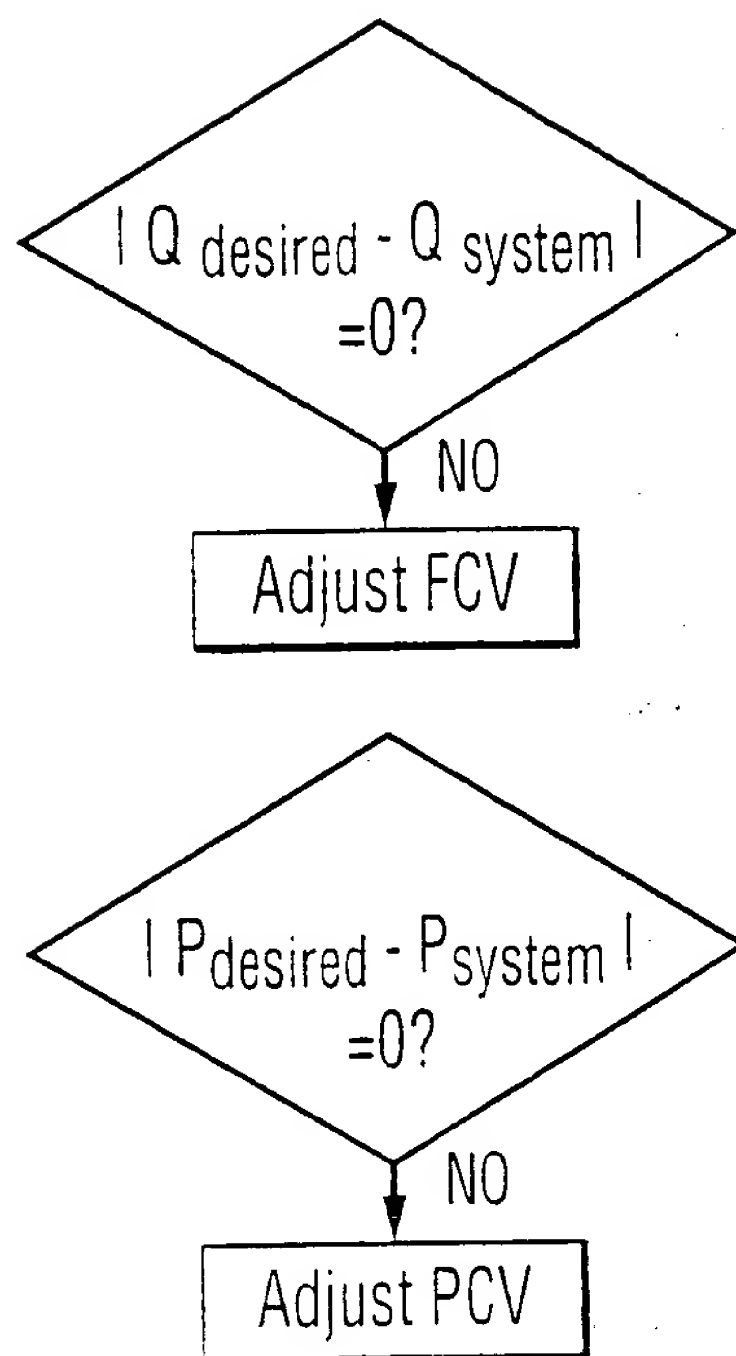 | Q desired - Q system |
=0?
NO
Adjust FCV
| Pdesired - Psystem |
=0?
NO
Adjust PCV